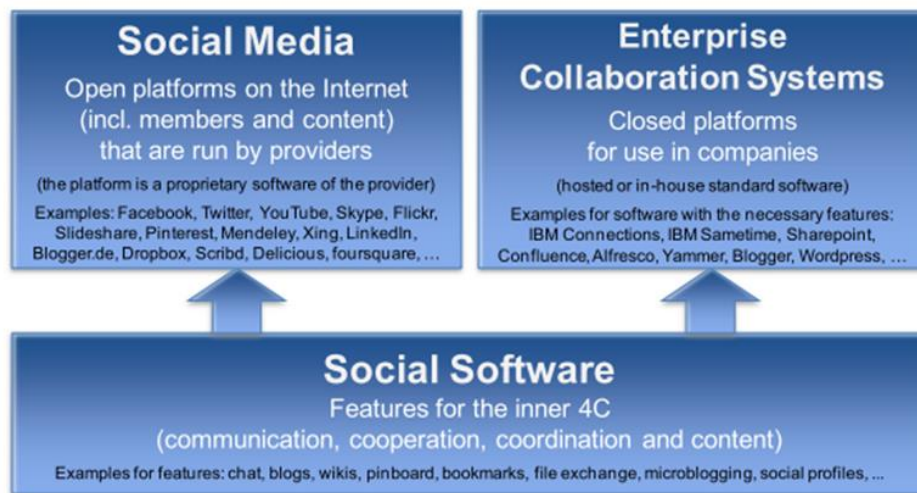 Social Media
Open platforms on the Internet
(incl. members and content)
that are run by providers
(the platform is a proprietary software of the provider)
Examples: Facebook, Twitter, YouTube, Skype, Flickr,
Slideshare, Pinterest, Mendeley, Xing, LinkedIn,
Blogger.de, Dropbox, Scribd, Delicious, foursquare, …
Enterprise
Collaboration Systems
Closed platforms
for use in companies
(hosted or in-house standard software)
Examples for software with the necessary features:
IBM Connections, IBM Sametime, Sharepoint,
Confluence, Alfresco, Yammer, Blogger, Wordpress, …
Social Software
Features for the inner 4C
(communication, cooperation, coordination and content)
Examples for features: chat, blogs, wikis, pinboard, bookmarks, file exchange, microblogging, social profiles, ...